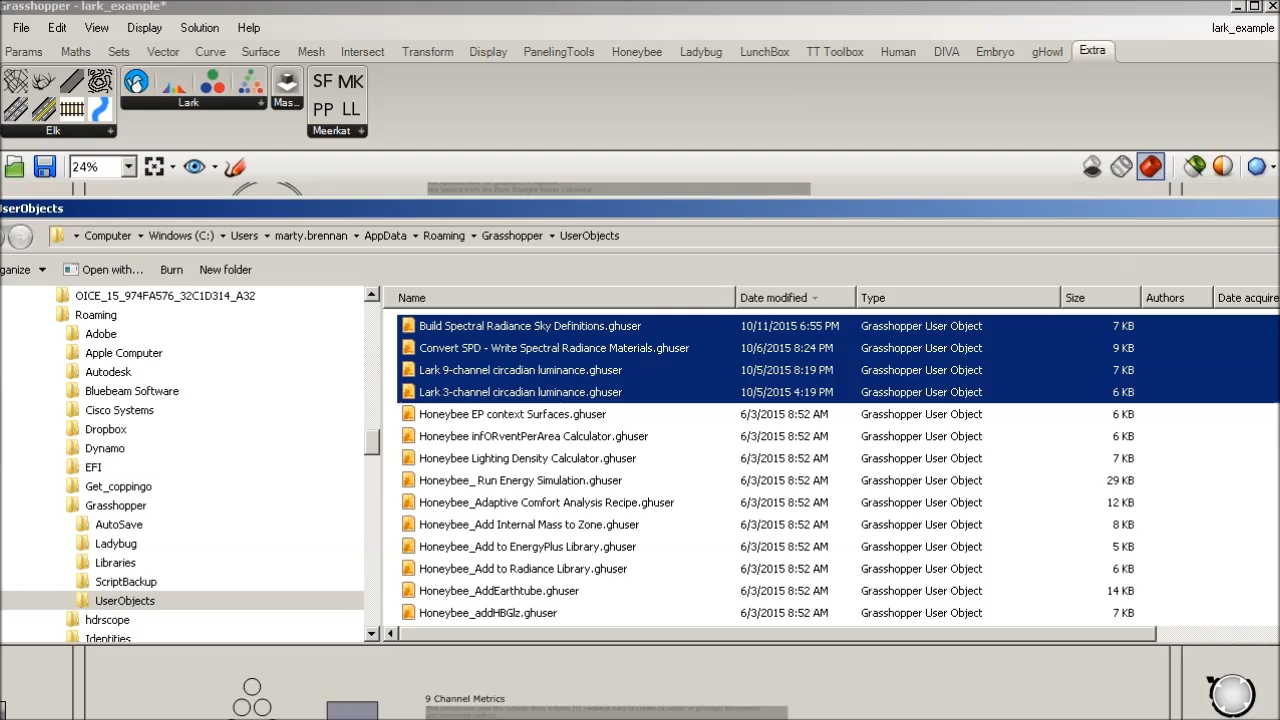 Grasshopper - lark_example*
File Edit View Display Solution Help lark_example
Params Maths Sets Vector Curve Surface Mesh Intersect Transform Display PanelingTools Honeybee Ladybug LunchBox TT Toolbox Human DIVA Embryo gHowl Extra
SF MK
PP LL
Elk Lark Mas... Meerkat
24%
UserObjects
Computer Windows (C:) Users marty.brennan AppData Roaming Grasshopper UserObjects
ganize Open with... Burn New folder
Name Date modified Type Size Authors Date acquire
OICE_15_974FA576_32C1D314_A32
Roaming
Adobe
Apple Computer
Autodesk
Bluebeam Software
Cisco Systems
Dropbox
Dynamo
EFI
Get_coppingo
Grasshopper
AutoSave
Ladybug
Libraries
ScriptBackup
UserObjects
hdrscope
Identities
Build Spectral Radiance Sky Definitions.ghuser 10/11/2015 6:55 PM Grasshopper User Object 7 KB
Convert SPD - Write Spectral Radiance Materials.ghuser 10/6/2015 8:24 PM Grasshopper User Object 9 KB
Lark 9-channel circadian luminance.ghuser 10/5/2015 8:19 PM Grasshopper User Object 7 KB
Lark 3-channel circadian luminance.ghuser 10/5/2015 4:19 PM Grasshopper User Object 6 KB
Honeybee EP context Surfaces.ghuser 6/3/2015 8:52 AM Grasshopper User Object 6 KB
Honeybee infORventPerArea Calculator.ghuser 6/3/2015 8:52 AM Grasshopper User Object 6 KB
Honeybee Lighting Density Calculator.ghuser 6/3/2015 8:52 AM Grasshopper User Object 7 KB
Honeybee_ Run Energy Simulation.ghuser 6/3/2015 8:52 AM Grasshopper User Object 29 KB
Honeybee_Adaptive Comfort Analysis Recipe.ghuser 6/3/2015 8:52 AM Grasshopper User Object 12 KB
Honeybee_Add Internal Mass to Zone.ghuser 6/3/2015 8:52 AM Grasshopper User Object 8 KB
Honeybee_Add to EnergyPlus Library.ghuser 6/3/2015 8:52 AM Grasshopper User Object 5 KB
Honeybee_Add to Radiance Library.ghuser 6/3/2015 8:52 AM Grasshopper User Object 6 KB
Honeybee_AddEarthtube.ghuser 6/3/2015 8:52 AM Grasshopper User Object 14 KB
Honeybee_addHBGlz.ghuser 6/3/2015 8:52 AM Grasshopper User Object 7 KB
9 Channel Metrics